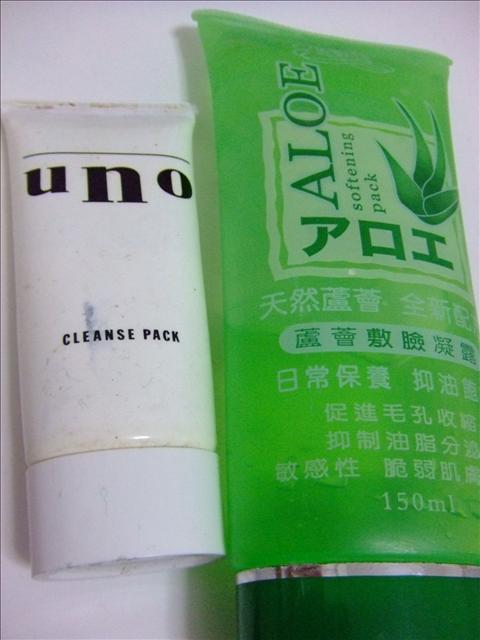 uno
CLEANSE PACK
ALOE
softening
pack
アロエ
天然蘆薈 全新配
蘆薈敷臉凝露
日常保養 抑油
促進毛孔收縮
抑制油脂分泌
敏感性 脆弱肌膚
150ml